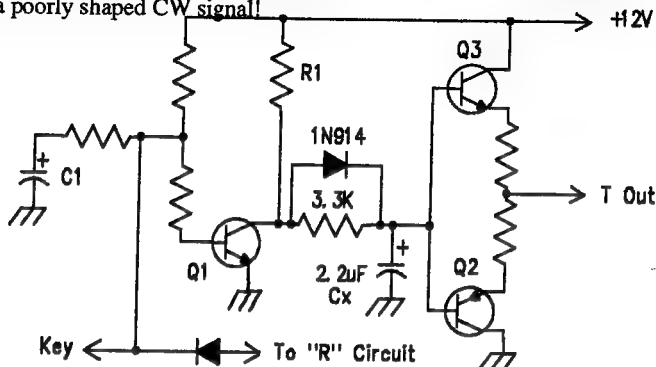 a poorly shaped CW signal!
+12V
Q3
R1
1N914
+
C1
3.3K
T Out
Q1
+
2.2uF
Cx
Q2
Key
To "R" Circuit